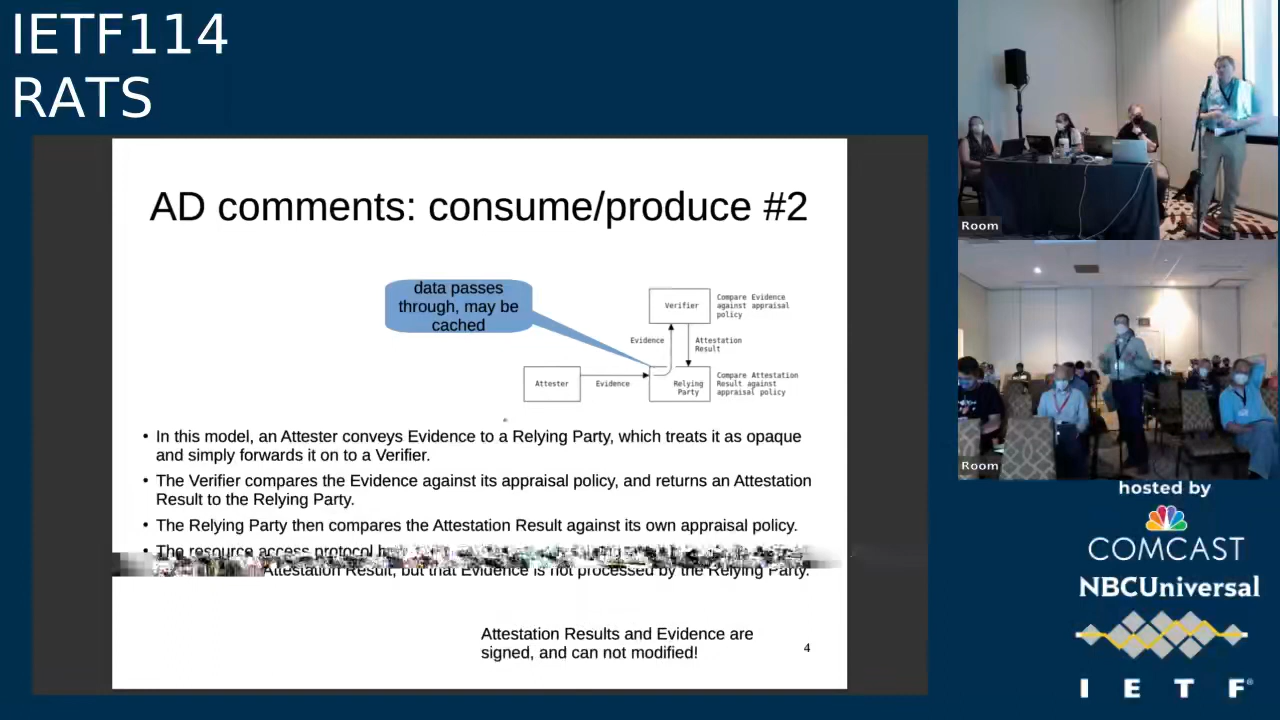 IETF114
RATS
AD comments: consume/produce #2
data passes
through, may be
cached
Verifier
Compare Evidence
against appraisal
policy
Evidence
Attestation
Result
Attester
Evidence
Relying
Party
Compare Attestation
Result against
appraisal policy
• In this model, an Attester conveys Evidence to a Relying Party, which treats it as opaque
and simply forwards it on to a Verifier.
• The Verifier compares the Evidence against its appraisal policy, and returns an Attestation
Result to the Relying Party.
• The Relying Party then compares the Attestation Result against its own appraisal policy.
• The resource access protocol
Attestation Result, but that Evidence is not processed by the Relying Party.
Attestation Results and Evidence are
signed, and can not modified!
4
Room
Room
hosted by
COMCAST
NBCUniversal
I E T F®